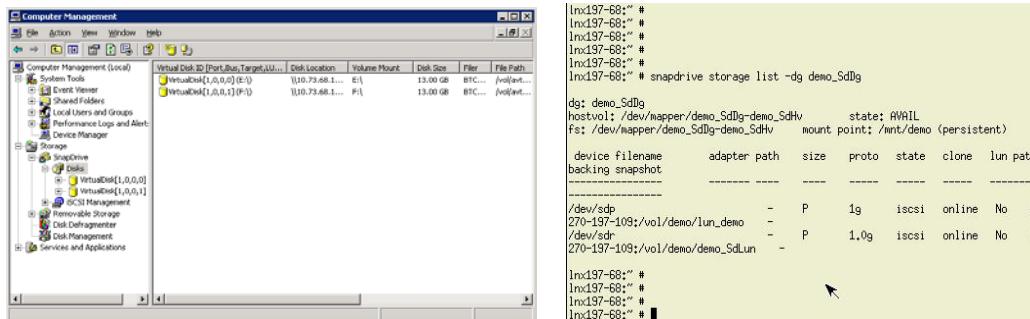 Computer Management
File Action View Window Help
Computer Management (Local)
System Tools
Event Viewer
Shared Folders
Local Users and Groups
Performance Logs and Alert:
Device Manager
Storage
SnapDrive
Disks
VirtualDisk[1,0,0,0]
VirtualDisk[1,0,0,1]
iSCSI Management
Removable Storage
Disk Defragmenter
Disk Management
Services and Applications
Virtual Disk ID [Port,Bus,Target,LU... Disk Location Volume Mount Disk Size Filer File Path
VirtualDisk[1,0,0,0] (E:\) \\10.73.68.1... E:\ 13.00 GB BTC... /vol/avt...
VirtualDisk[1,0,0,1] (F:\) \\10.73.68.1... F:\ 13.00 GB BTC... /vol/avt...
lnx197-68:~ #
lnx197-68:~ #
lnx197-68:~ #
lnx197-68:~ #
lnx197-68:~ #
lnx197-68:~ # snapdrive storage list -dg demo_SdDg
dg: demo_SdDg
hostvol: /dev/mapper/demo_SdDg-demo_SdHv state: AVAIL
fs: /dev/mapper/demo_SdDg-demo_SdHv mount point: /mnt/demo (persistent)
device filename adapter path size proto state clone lun pat
backing snapshot
---------------- ------- ---- ---- ----- ----- ----- -------
----------------
/dev/sdp - P 1g iscsi online No
270-197-109:/vol/demo/lun_demo -
/dev/sdr - P 1.0g iscsi online No
270-197-109:/vol/demo/demo_SdLun -
lnx197-68:~ #
lnx197-68:~ #
lnx197-68:~ #
lnx197-68:~ #